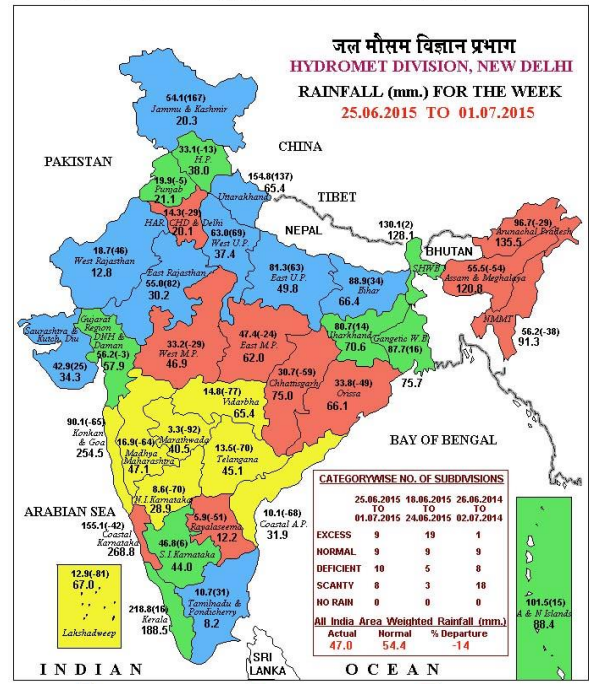 जल मौसम विज्ञान प्रभाग
HYDROMET DIVISION, NEW DELHI
RAINFALL (mm.) FOR THE WEEK
25.06.2015 TO 01.07.2015
54.1(167)
Jammu & Kashmir
20.3
CHINA
PAKISTAN
33.1(-13)
H.P.
38.0
19.9(-5)
Punjab
21.1
154.8(137)
65.4
Uttarakhand
TIBET
14.3(-29)
HAR. CHD & Delhi
20.1
NEPAL
63.0(69)
West U.P.
37.4
130.1(2)
128.1
BHUTAN
96.7(-29)
Arunachal Pradesh
135.5
18.7(46)
West Rajasthan
12.8
East Rajasthan
55.0(82)
30.2
81.3(63)
East U.P.
49.8
88.9(34)
Bihar
66.4
SHWB
55.5(-54)
Assam & Meghalaya
120.8
NMMT
56.2(-38)
91.3
Gujarat
Region
DNH &
Daman
56.2(-3)
57.9
Saurashtra &
Kutch, Diu
42.9(25)
34.3
33.2(-29)
West M.P.
46.9
47.4(-24)
East M.P.
62.0
80.7(14)
Jharkhand
70.6
Gangetic W.B.
87.7(16)
75.7
30.7(-59)
Chhattisgarh
75.0
33.8(-49)
Orissa
66.1
14.8(-77)
Vidarbha
65.4
90.1(-65)
Konkan
& Goa
254.5
3.3(-92)
Marathwada
40.5
16.9(-64)
Madhya
Maharashtra
47.1
13.5(-70)
Telangana
45.1
BAY OF BENGAL
8.6(-70)
N.I.Karnataka
28.9
ARABIAN SEA
155.1(-42)
Coastal
Karnataka
268.8
5.9(-51)
Rayalaseema
12.2
10.1(-68)
Coastal A.P.
31.9
46.8(6)
S.I.Karnataka
44.0
12.9(-81)
67.0
Lakshadweep
218.8(16)
Kerala
188.5
10.7(31)
Tamilnadu &
Pondicherry
8.2
CATEGORYWISE NO. OF SUBDIVISIONS
25.06.2015 18.06.2015 26.06.2014
TO TO TO
01.07.2015 24.06.2015 02.07.2014
EXCESS 9 19 1
NORMAL 9 9 9
DEFICIENT 10 5 8
SCANTY 8 3 18
NO RAIN 0 0 0
All India Area Weighted Rainfall (mm.)
Actual Normal % Departure
47.0 54.4 -14
101.5(15)
A & N Islands
88.4
SRI
LANKA
INDIAN OCEAN